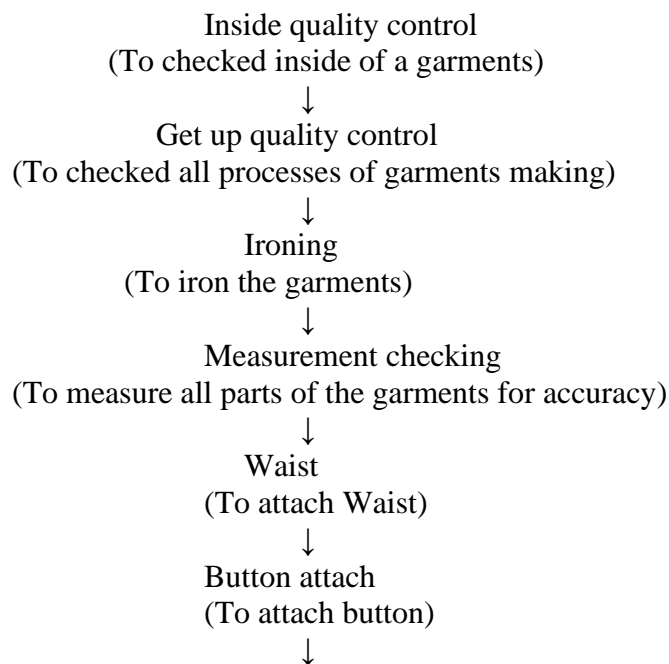 Inside quality control
(To checked inside of a garments)
↓
Get up quality control
(To checked all processes of garments making)
↓
Ironing
(To iron the garments)
↓
Measurement checking
(To measure all parts of the garments for accuracy)
↓
Waist
(To attach Waist)
↓
Button attach
(To attach button)
↓